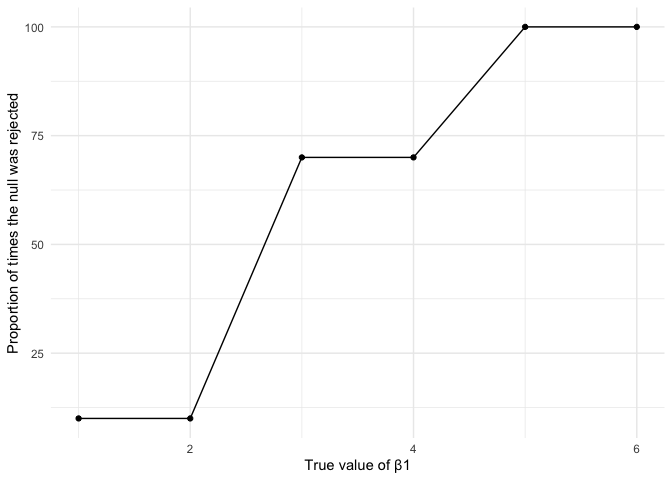 Proportion of times the null was rejected
100
75
50
25
2 4 6
True value of β1